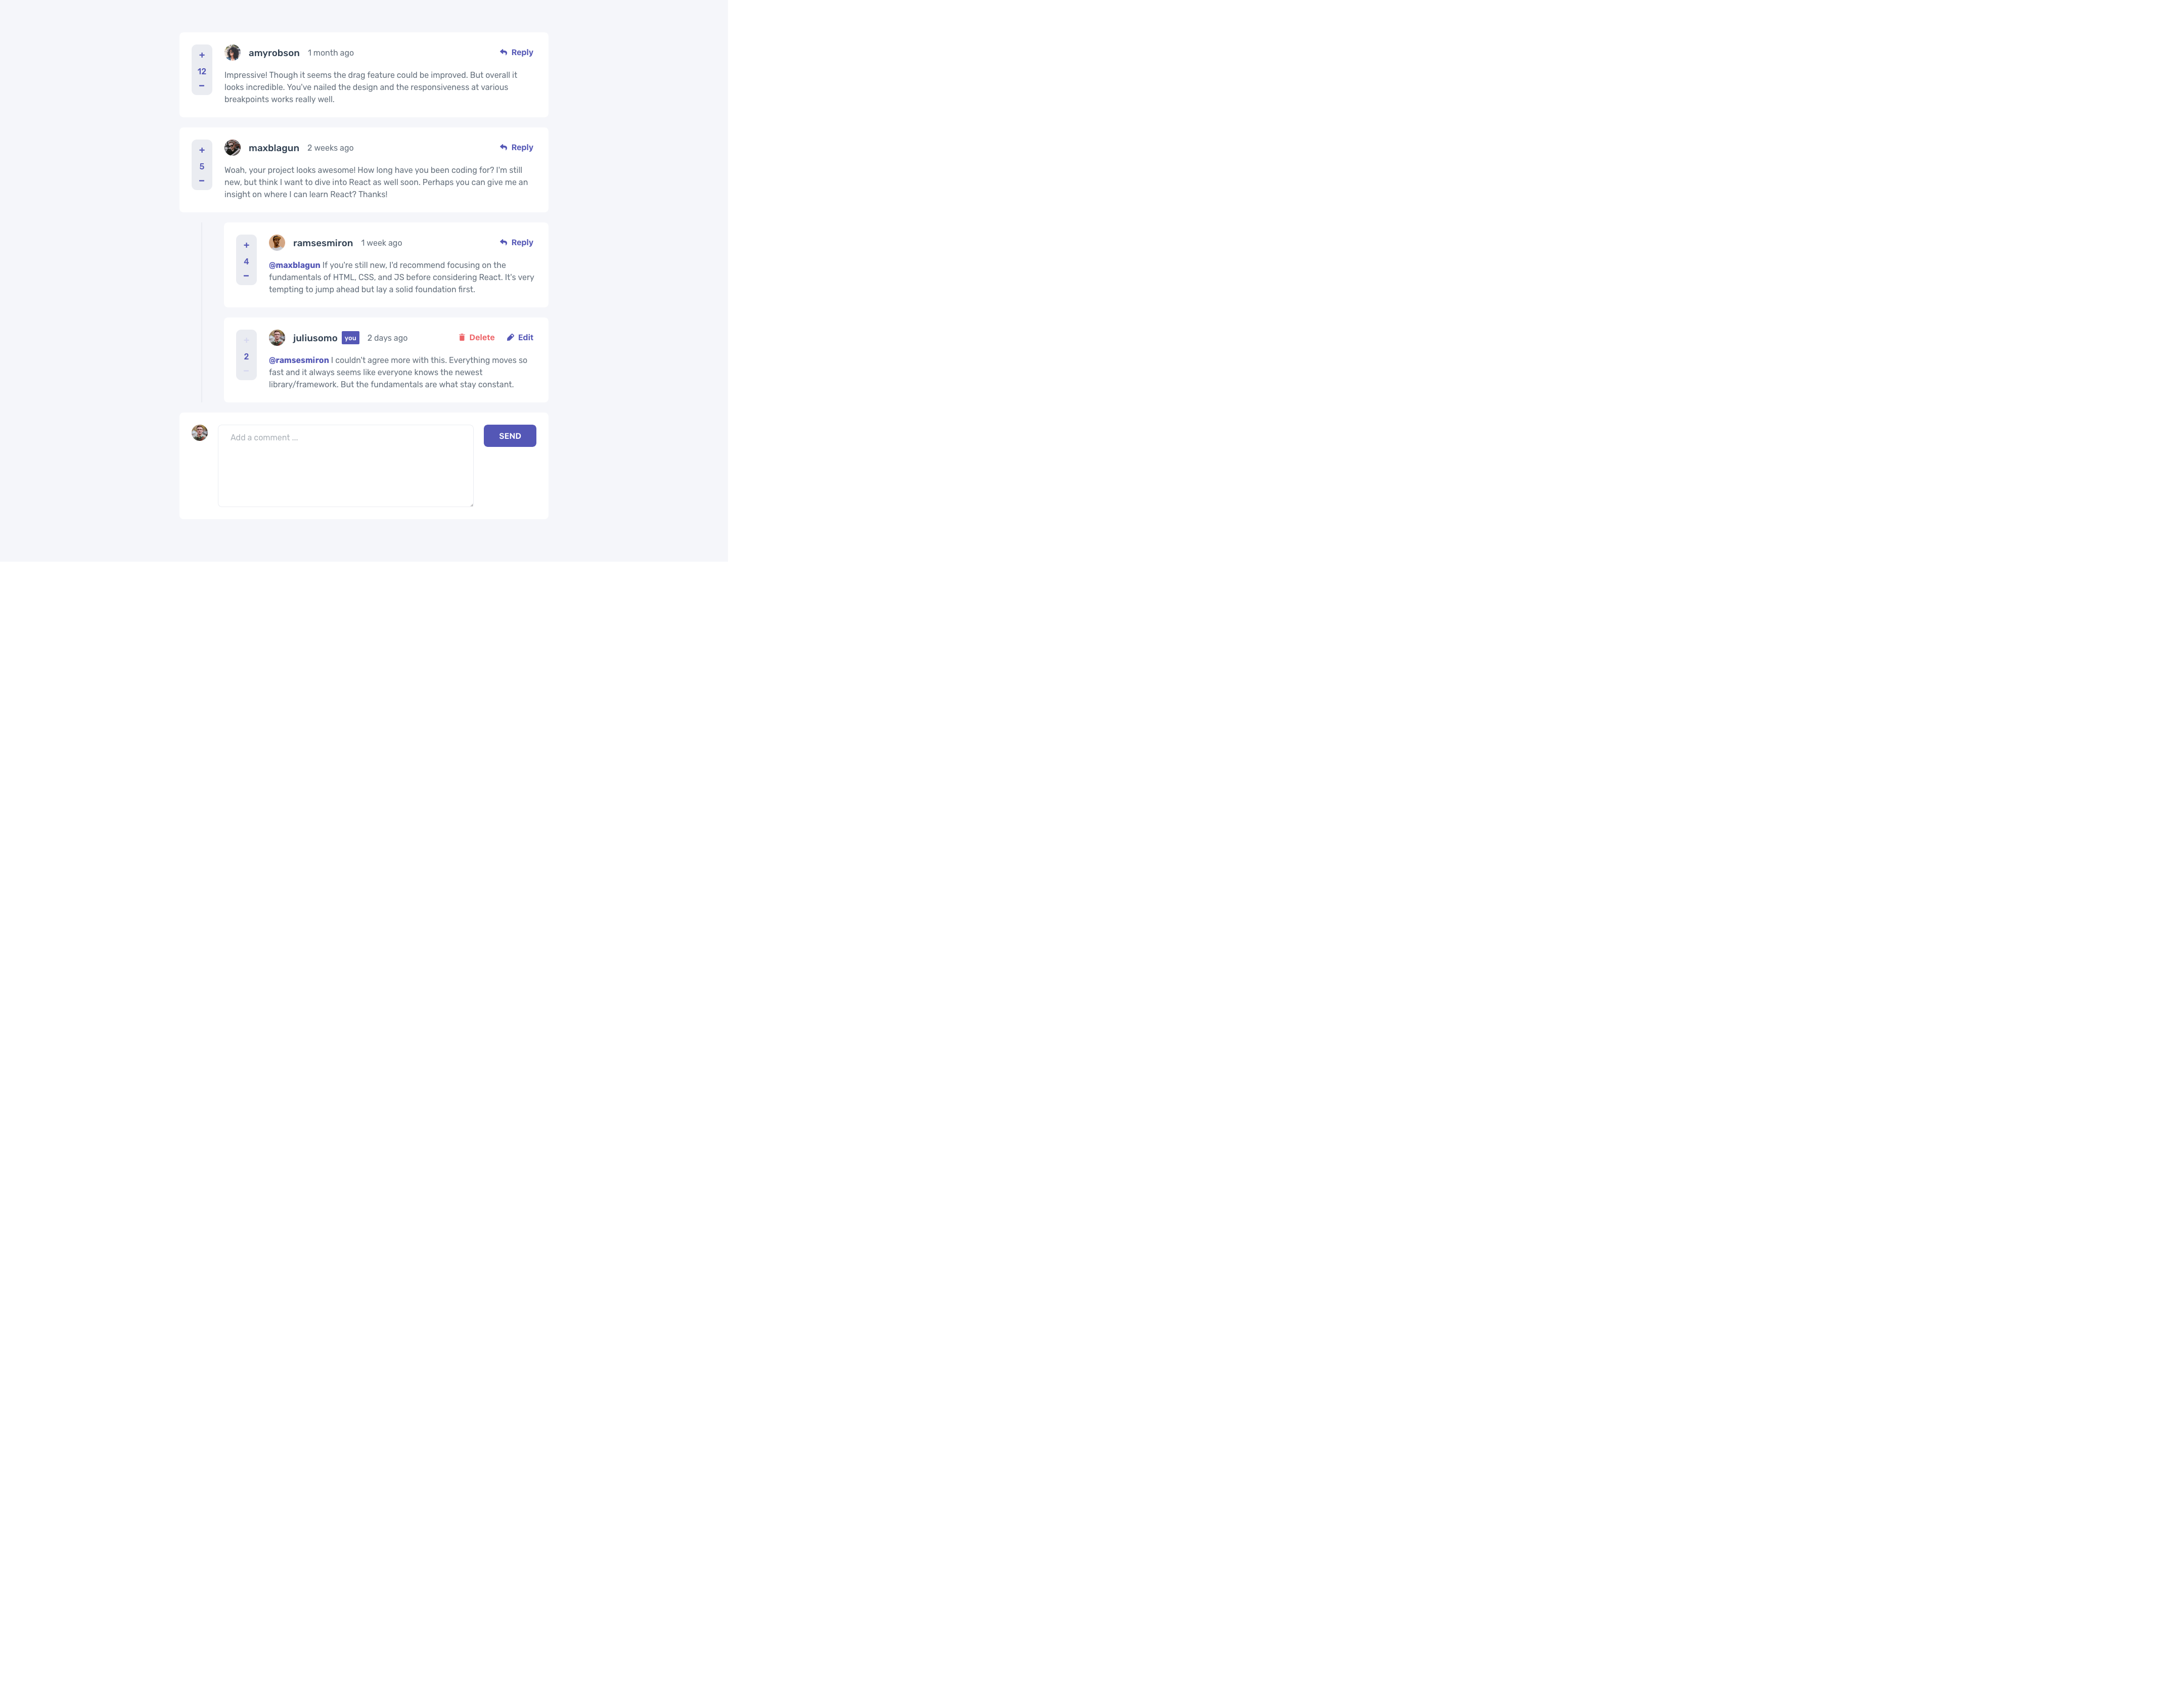 +
12
−
amyrobson 1 month ago Reply
Impressive! Though it seems the drag feature could be improved. But overall it
looks incredible. You've nailed the design and the responsiveness at various
breakpoints works really well.
+
5
−
maxblagun 2 weeks ago Reply
Woah, your project looks awesome! How long have you been coding for? I'm still
new, but think I want to dive into React as well soon. Perhaps you can give me an
insight on where I can learn React? Thanks!
+
4
−
ramsesmiron 1 week ago Reply
@maxblagun If you're still new, I'd recommend focusing on the
fundamentals of HTML, CSS, and JS before considering React. It's very
tempting to jump ahead but lay a solid foundation first.
+
2
−
juliusomo you 2 days ago Delete Edit
@ramsesmiron I couldn't agree more with this. Everything moves so
fast and it always seems like everyone knows the newest
library/framework. But the fundamentals are what stay constant.
Add a comment ...
SEND